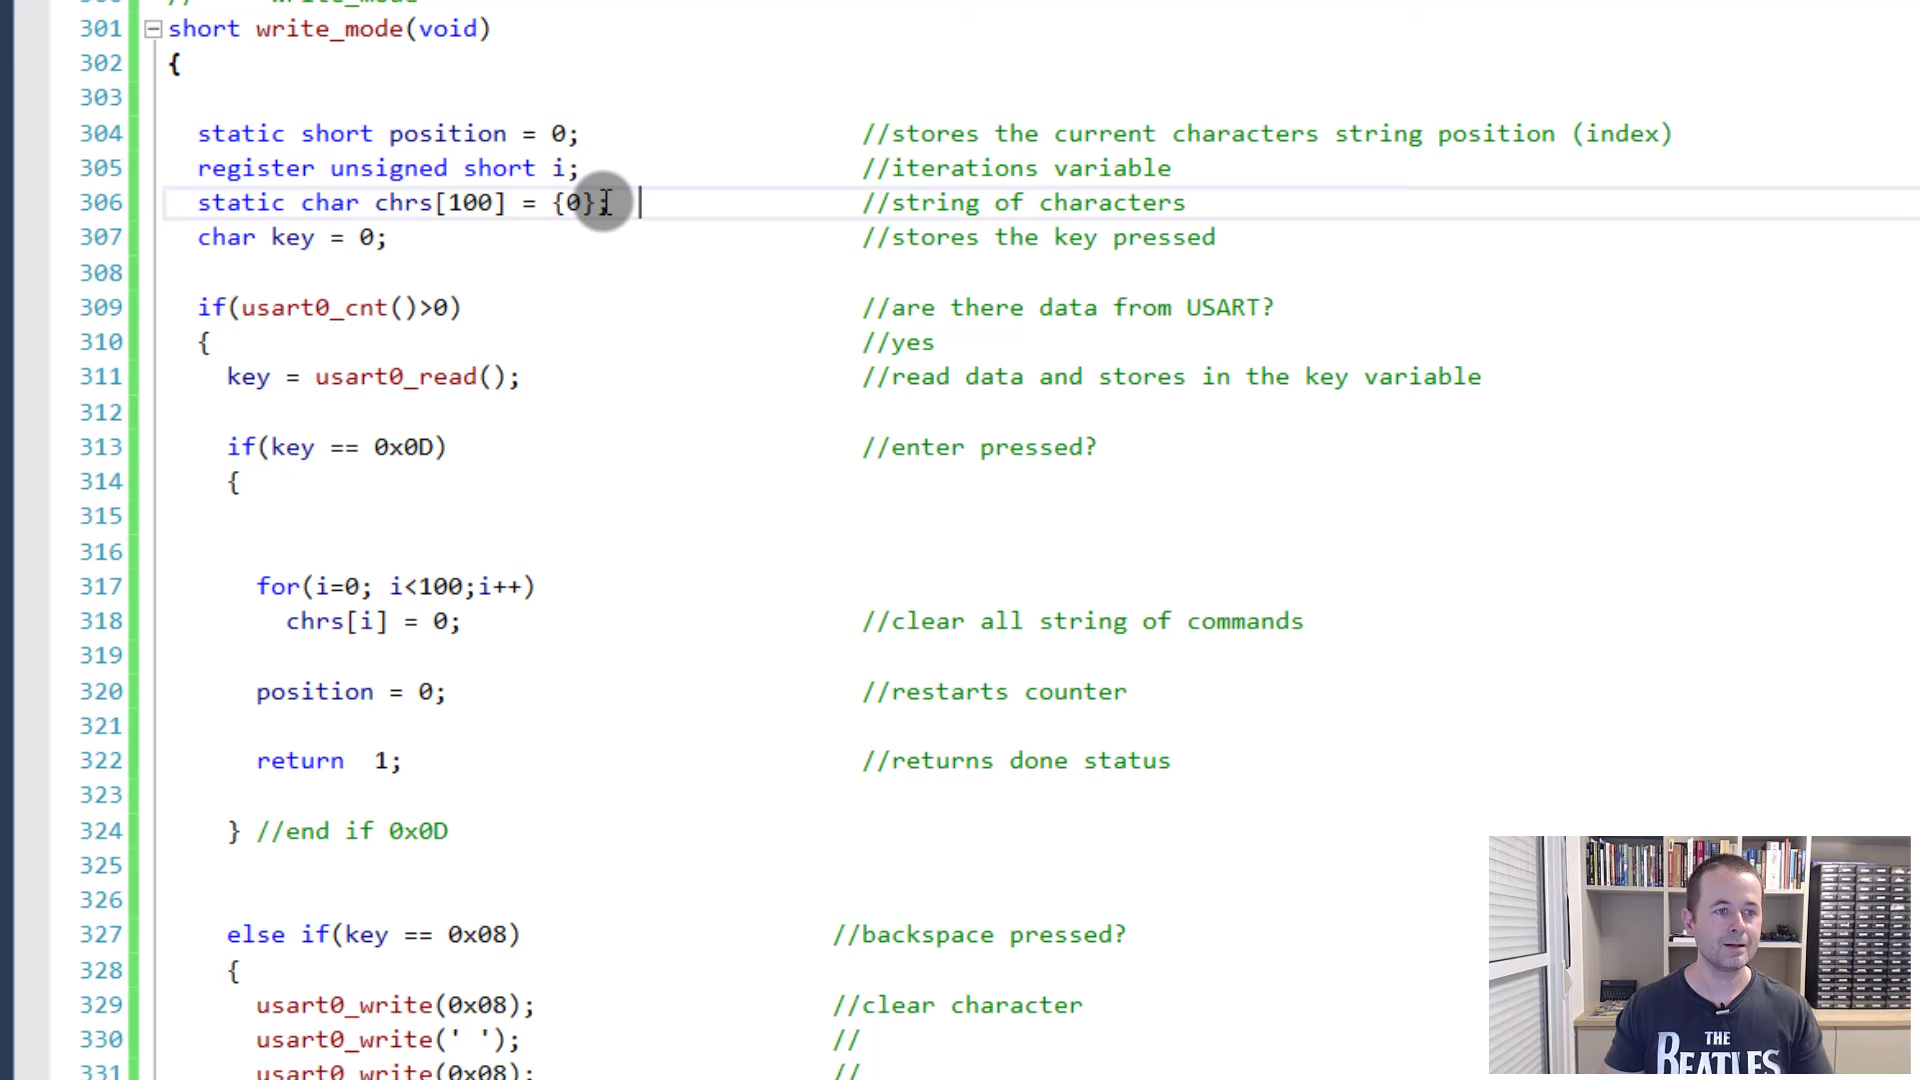 // write_mode
301 short write_mode(void)
302 {
303
304 static short position = 0; //stores the current characters string position (index)
305 register unsigned short i; //iterations variable
306 static char chrs[100] = {0}; //string of characters
307 char key = 0; //stores the key pressed
308
309 if(usart0_cnt()>0) //are there data from USART?
310 { //yes
311 key = usart0_read(); //read data and stores in the key variable
312
313 if(key == 0x0D) //enter pressed?
314 {
315
316
317 for(i=0; i<100;i++)
318 chrs[i] = 0; //clear all string of commands
319
320 position = 0; //restarts counter
321
322 return  1; //returns done status
323
324 } //end if 0x0D
325
326
327 else if(key == 0x08) //backspace pressed?
328 {
329 usart0_write(0x08); //clear character
330 usart0_write(' '); //
331 usart0_write(0x08); //
THE
BEATLES